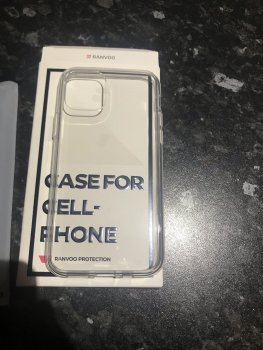 RANVOO
CASE FOR
CELL-
PHONE
RANVOO PROTECTION